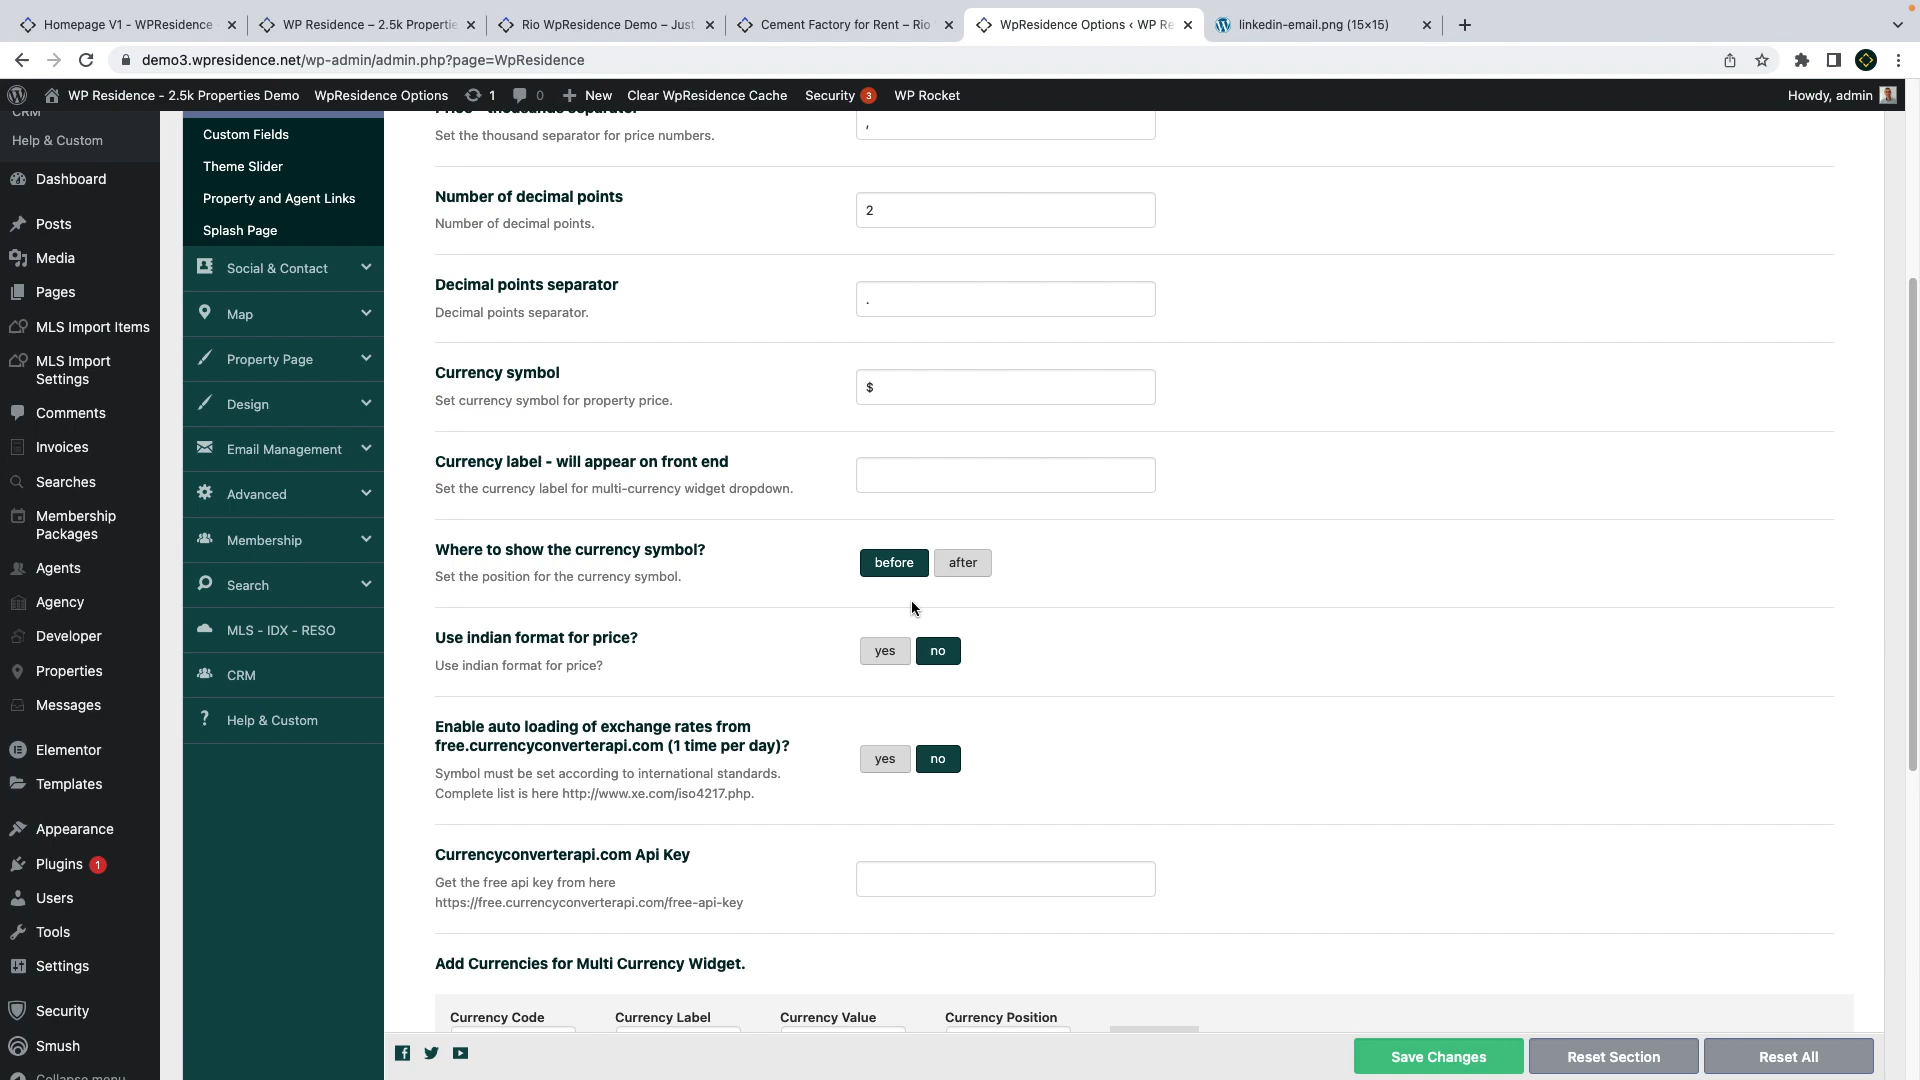 Homepage V1 - WPResidence
WP Residence – 2.5k Propertie
Rio WpResidence Demo – Just
Cement Factory for Rent – Rio
WpResidence Options ‹ WP Re
linkedin-email.png (15×15)
demo3.wpresidence.net/wp-admin/admin.php?page=WpResidence
WP Residence - 2.5k Properties Demo
WpResidence Options
1
0
New
Clear WpResidence Cache
Security 3
WP Rocket
Howdy, admin
CRM
Help & Custom
Dashboard
Posts
Media
Pages
MLS Import Items
MLS Import
Settings
Comments
Invoices
Searches
Membership
Packages
Agents
Agency
Developer
Properties
Messages
Elementor
Templates
Appearance
Plugins 1
Users
Tools
Settings
Security
Smush
Collapse menu
Custom Fields
Theme Slider
Property and Agent Links
Splash Page
Social & Contact
Map
Property Page
Design
Email Management
Advanced
Membership
Search
MLS - IDX - RESO
CRM
Help & Custom
Price - thousands separator
Set the thousand separator for price numbers.
,
Number of decimal points
Number of decimal points.
2
Decimal points separator
Decimal points separator.
.
Currency symbol
Set currency symbol for property price.
$
Currency label - will appear on front end
Set the currency label for multi-currency widget dropdown.
Where to show the currency symbol?
Set the position for the currency symbol.
before
after
Use indian format for price?
Use indian format for price?
yes
no
Enable auto loading of exchange rates from
free.currencyconverterapi.com (1 time per day)?
Symbol must be set according to international standards.
Complete list is here http://www.xe.com/iso4217.php.
yes
no
Currencyconverterapi.com Api Key
Get the free api key from here
https://free.currencyconverterapi.com/free-api-key
Add Currencies for Multi Currency Widget.
Currency Code
Currency Label
Currency Value
Currency Position
Save Changes
Reset Section
Reset All